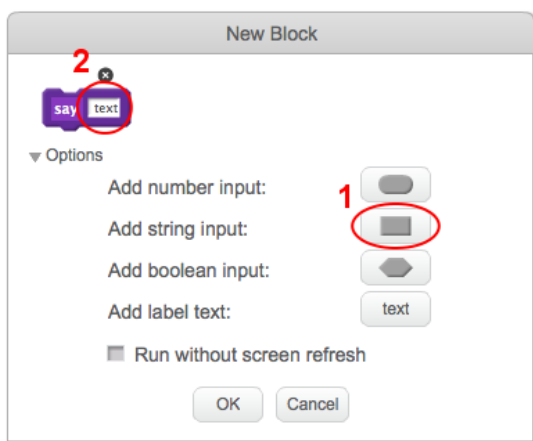 New Block
2
say text
Options
Add number input:
1
Add string input:
Add boolean input:
Add label text: text
Run without screen refresh
OK Cancel